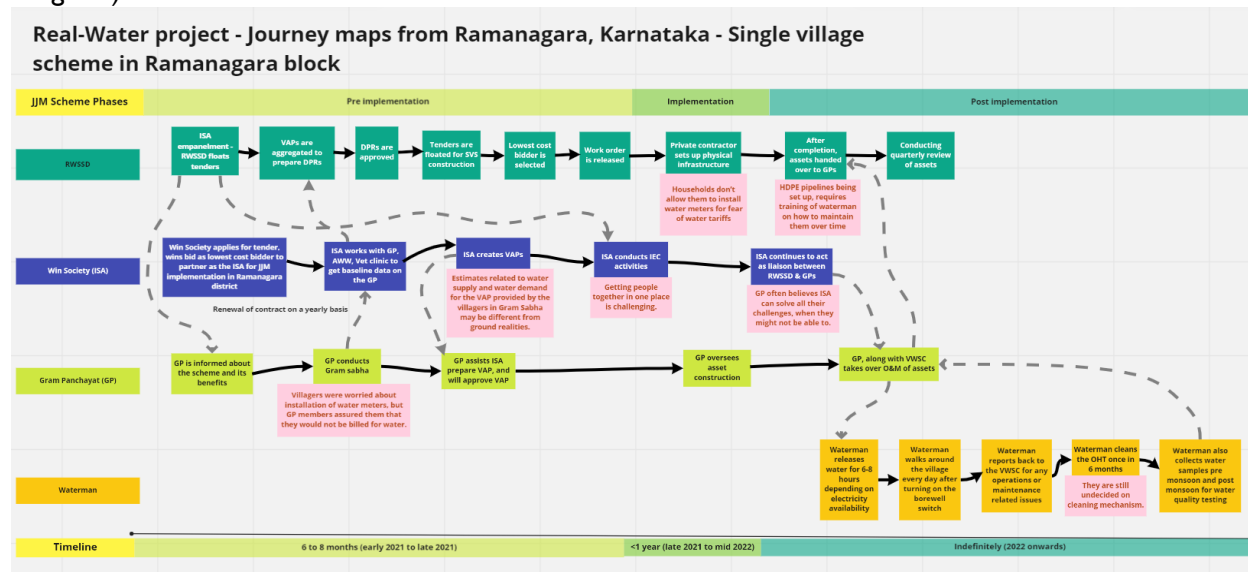 Real-Water project - Journey maps from Ramanagara, Karnataka - Single village
scheme in Ramanagara block
JJM Scheme Phases
Pre implementation
Implementation
Post implementation
RWSSD
ISA
empanelment -
RWSSD floats
tenders
VAPs are
aggregated to
prepare DPRs
DPRs are
approved
Tenders are
floated for SVS
construction
Lowest cost
bidder is
selected
Work order
is released
Private contractor
sets up physical
infrastructure
Households don't
allow them to install
water meters for fear
of water tariffs
After
completion,
assets handed
over to GPs
HDPE pipelines being
set up, requires
training of waterman
on how to maintain
them over time
Conducting
quarterly review
of assets
Win Society (ISA)
Win Society applies for tender,
wins bid as lowest cost bidder to
partner as the ISA for JJM
implementation in Ramanagara
district
Renewal of contract on a yearly basis
ISA works with GP,
AWW, Vet clinic to
get baseline data on
the GP
ISA creates VAPs
Estimates related to water
supply and water demand
for the VAP provided by the
villagers in Gram Sabha
may be different from
ground realities.
ISA conducts IEC
activities
Getting people
together in one place
is challenging.
ISA continues to act
as liaison between
RWSSD & GPs
GP often believes ISA
can solve all their
challenges, when they
might not be able to.
Gram Panchayat (GP)
GP is informed about
the scheme and its
benefits
GP conducts
Gram sabha
Villagers were worried about
installation of water meters, but
GP members assured them that
they would not be billed for water.
GP assists ISA
prepare VAP, and
will approve VAP
GP oversees
asset
construction
GP, along with VWSC
takes over O&M of assets
Waterman
Waterman
releases
water for 6-8
hours
depending on
electricity
availability
Waterman
walks around
the village
every day after
turning on the
borewell
switch
Waterman
reports back to
the VWSC for any
operations or
maintenance
related issues
Waterman cleans
the OHT once in
6 months
They are still
undecided on
cleaning mechanism.
Waterman also
collects water
samples pre
monsoon and post
monsoon for water
quality testing
Timeline
6 to 8 months (early 2021 to late 2021)
<1 year (late 2021 to mid 2022)
Indefinitely (2022 onwards)